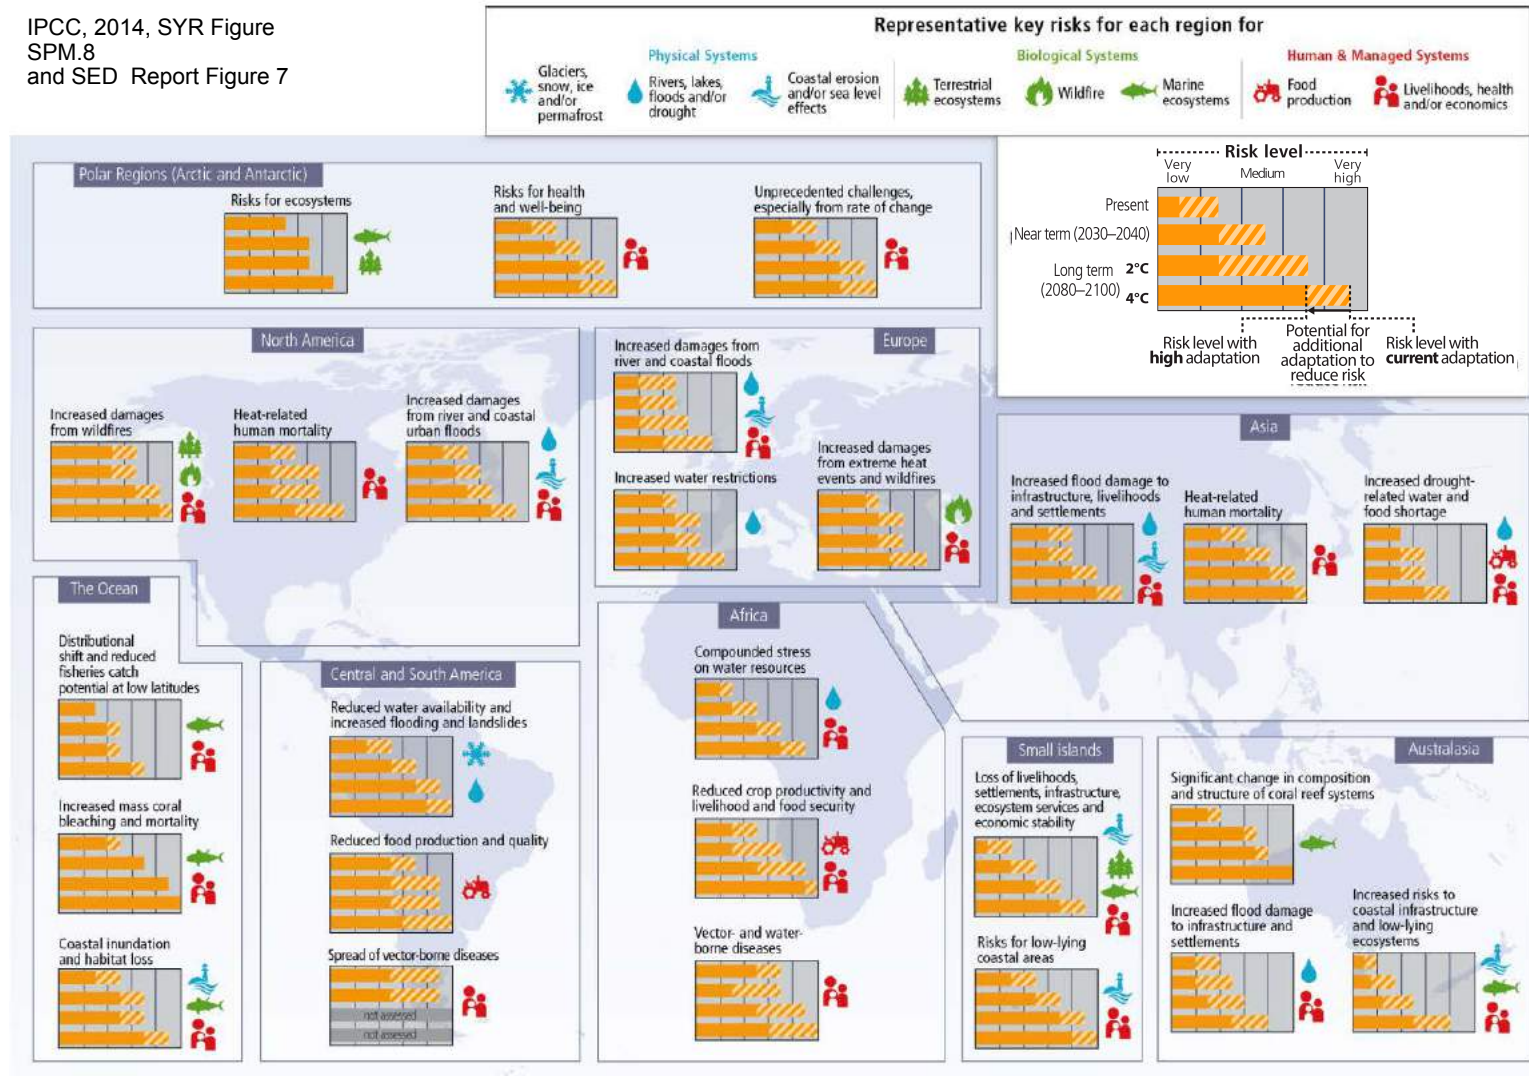 IPCC, 2014, SYR Figure
SPM.8
and SED Report Figure 7
Representative key risks for each region for
Physical Systems
Glaciers,
snow, ice
and/or
permafrost
Rivers, lakes,
floods and/or
drought
Coastal erosion
and/or sea level
effects
Biological Systems
Terrestrial
ecosystems
Wildfire
Marine
ecosystems
Human & Managed Systems
Food
production
Livelihoods, health
and/or economics
Risk level
Very
low
Medium
Very
high
Present
Near term (2030–2040)
Long term
(2080–2100)
2°C
4°C
Risk level with
high adaptation
Potential for
additional
adaptation to
reduce risk
Risk level with
current adaptation
Polar Regions (Arctic and Antarctic)
Risks for ecosystems
Risks for health
and well-being
Unprecedented challenges,
especially from rate of change
North America
Increased damages
from wildfires
Heat-related
human mortality
Increased damages
from river and coastal
urban floods
Europe
Increased damages from
river and coastal floods
Increased water restrictions
Increased damages
from extreme heat
events and wildfires
Asia
Increased flood damage to
infrastructure, livelihoods
and settlements
Heat-related
human mortality
Increased drought-
related water and
food shortage
The Ocean
Distributional
shift and reduced
fisheries catch
potential at low latitudes
Increased mass coral
bleaching and mortality
Coastal inundation
and habitat loss
Central and South America
Reduced water availability and
increased flooding and landslides
Reduced food production and quality
Spread of vector-borne diseases
not assessed
not assessed
Africa
Compounded stress
on water resources
Reduced crop productivity and
livelihood and food security
Vector- and water-
borne diseases
Small islands
Loss of livelihoods,
settlements, infrastructure,
ecosystem services and
economic stability
Risks for low-lying
coastal areas
Australasia
Significant change in composition
and structure of coral reef systems
Increased flood damage
to infrastructure and
settlements
Increased risks to
coastal infrastructure
and low-lying
ecosystems